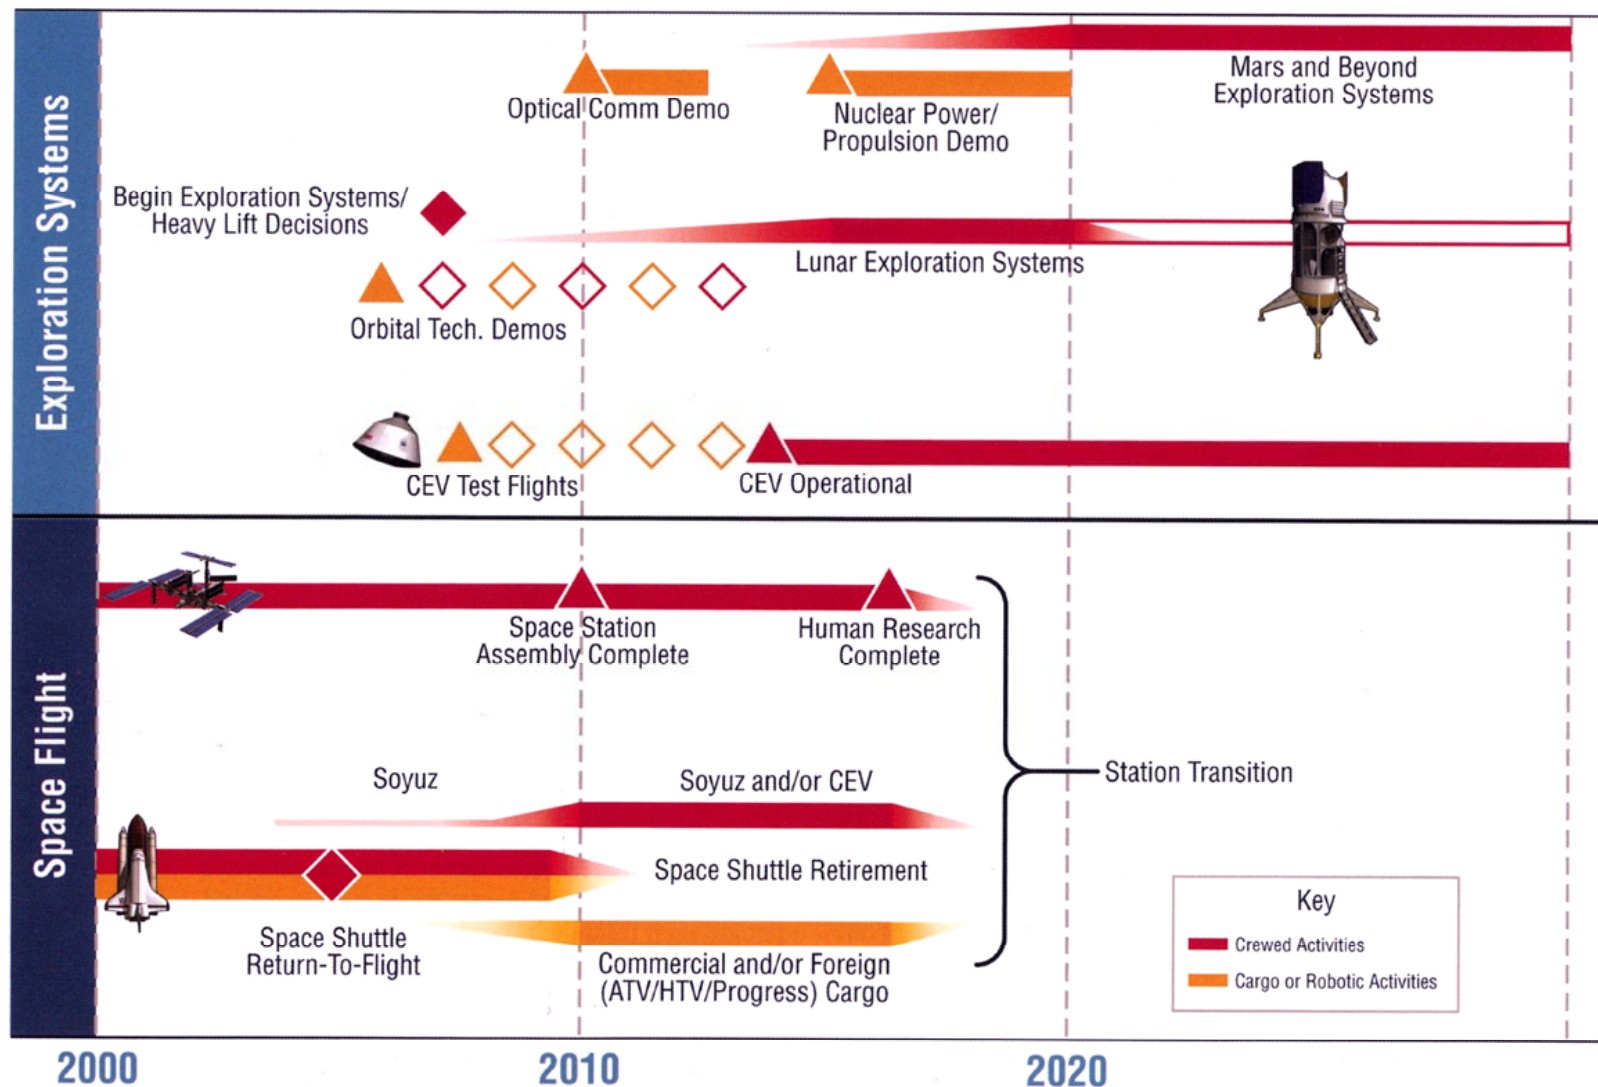 Exploration Systems
Mars and Beyond
Exploration Systems
Optical Comm Demo
Nuclear Power/
Propulsion Demo
Begin Exploration Systems/
Heavy Lift Decisions
Lunar Exploration Systems
Orbital Tech. Demos
CEV Test Flights
CEV Operational
Space Flight
Space Station
Assembly Complete
Human Research
Complete
Soyuz
Soyuz and/or CEV
Station Transition
Space Shuttle Retirement
Space Shuttle
Return-To-Flight
Commercial and/or Foreign
(ATV/HTV/Progress) Cargo
Key
Crewed Activities
Cargo or Robotic Activities
2000
2010
2020